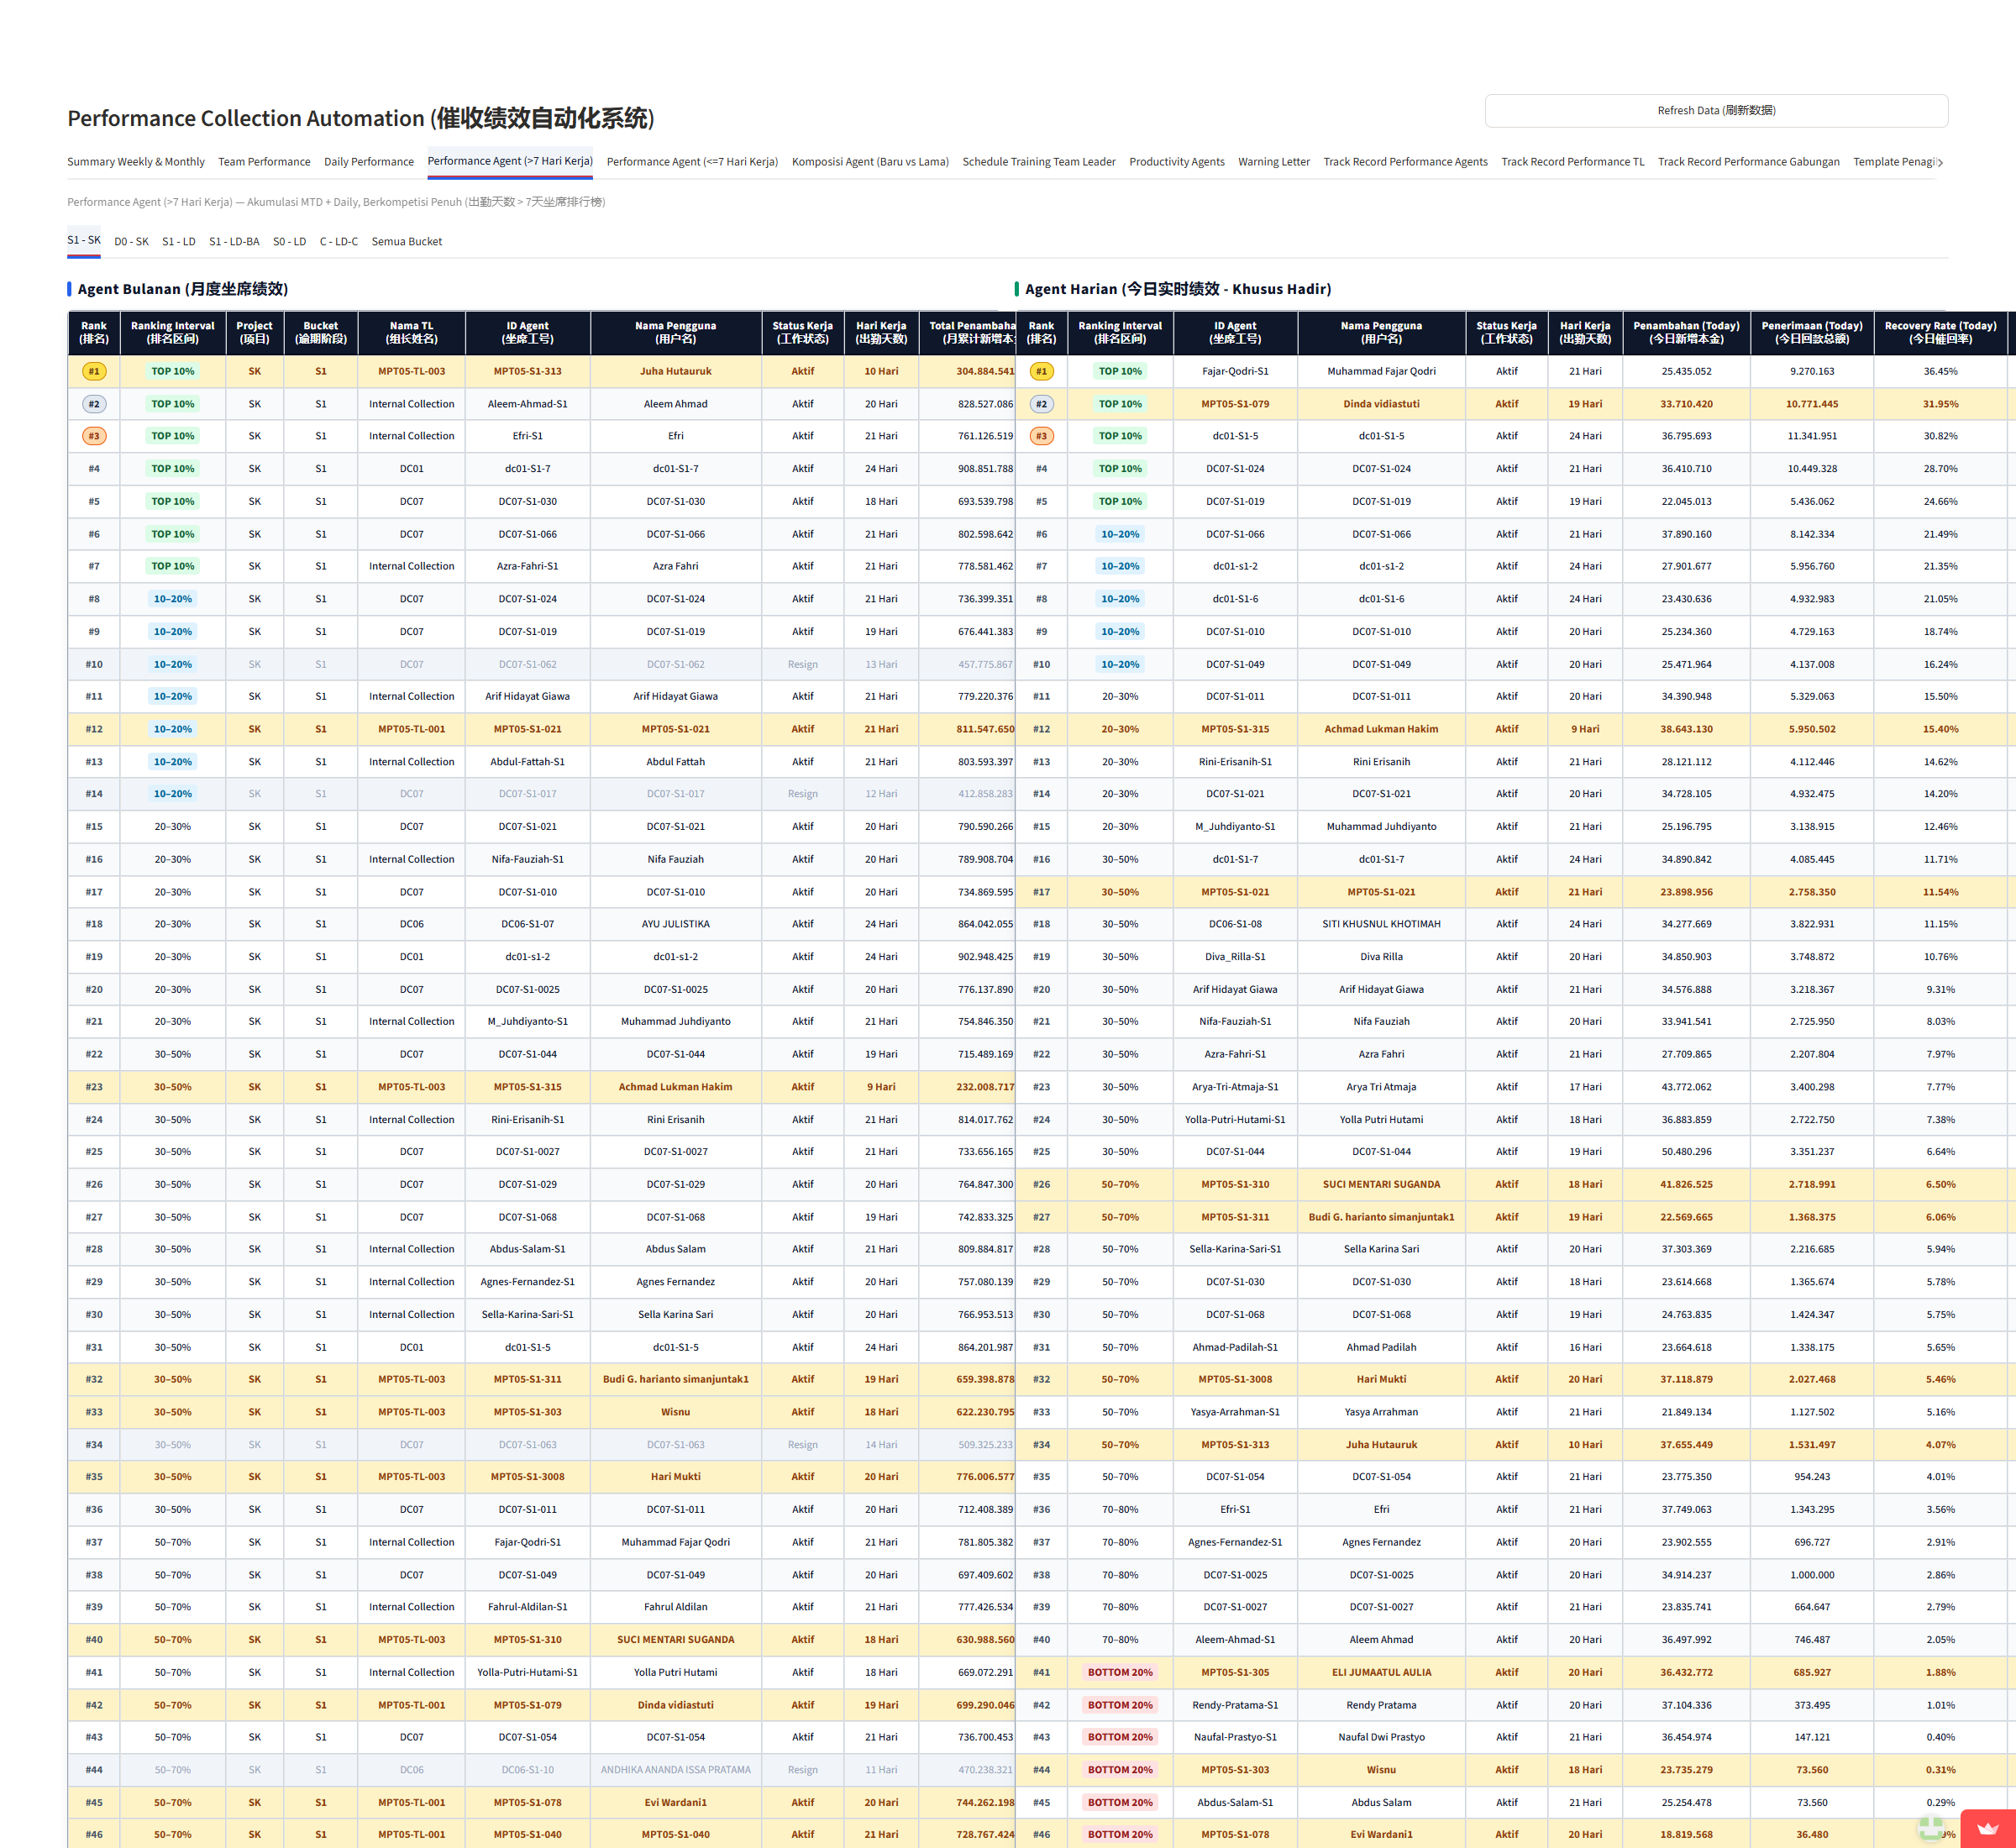 Performance Collection Automation (催收绩效自动化系统)
Refresh Data (刷新数据)
Summary Weekly & Monthly Team Performance Daily Performance Performance Agent (>7 Hari Kerja) Performance Agent (<=7 Hari Kerja) Komposisi Agent (Baru vs Lama) Schedule Training Team Leader Productivity Agents Warning Letter Track Record Performance Agents Track Record Performance TL Track Record Performance Gabungan Template Penagi
Performance Agent (>7 Hari Kerja) — Akumulasi MTD + Daily, Berkompetisi Penuh (出勤天数 > 7天坐席排行榜)
S1 - SK D0 - SK S1 - LD S1 - LD-BA S0 - LD C - LD-C Semua Bucket
Agent Bulanan (月度坐席绩效)
Rank Ranking Interval Project Bucket Nama TL ID Agent Nama Pengguna Status Kerja Hari Kerja Total Penambaha
(排名) (排名区间) (项目) (逾期阶段) (组长姓名) (坐席工号) (用户名) (工作状态) (出勤天数) (月累计新增本
#1 TOP 10% SK S1 MPT05-TL-003 MPT05-S1-313 Juha Hutauruk Aktif 10 Hari 304.884.541
#2 TOP 10% SK S1 Internal Collection Aleem-Ahmad-S1 Aleem Ahmad Aktif 20 Hari 828.527.086
#3 TOP 10% SK S1 Internal Collection Efri-S1 Efri Aktif 21 Hari 761.126.519
#4 TOP 10% SK S1 DC01 dc01-S1-7 dc01-S1-7 Aktif 24 Hari 908.851.788
#5 TOP 10% SK S1 DC07 DC07-S1-030 DC07-S1-030 Aktif 18 Hari 693.539.798
#6 TOP 10% SK S1 DC07 DC07-S1-066 DC07-S1-066 Aktif 21 Hari 802.598.642
#7 TOP 10% SK S1 Internal Collection Azra-Fahri-S1 Azra Fahri Aktif 21 Hari 778.581.462
#8 10–20% SK S1 DC07 DC07-S1-024 DC07-S1-024 Aktif 21 Hari 736.399.351
#9 10–20% SK S1 DC07 DC07-S1-019 DC07-S1-019 Aktif 19 Hari 676.441.383
#10 10–20% SK S1 DC07 DC07-S1-062 DC07-S1-062 Resign 13 Hari 457.775.867
#11 10–20% SK S1 Internal Collection Arif Hidayat Giawa Arif Hidayat Giawa Aktif 21 Hari 779.220.376
#12 10–20% SK S1 MPT05-TL-001 MPT05-S1-021 MPT05-S1-021 Aktif 21 Hari 811.547.650
#13 10–20% SK S1 Internal Collection Abdul-Fattah-S1 Abdul Fattah Aktif 21 Hari 803.593.397
#14 10–20% SK S1 DC07 DC07-S1-017 DC07-S1-017 Resign 12 Hari 412.858.283
#15 20–30% SK S1 DC07 DC07-S1-021 DC07-S1-021 Aktif 20 Hari 790.590.266
#16 20–30% SK S1 Internal Collection Nifa-Fauziah-S1 Nifa Fauziah Aktif 20 Hari 789.908.704
#17 20–30% SK S1 DC07 DC07-S1-010 DC07-S1-010 Aktif 20 Hari 734.869.595
#18 20–30% SK S1 DC06 DC06-S1-07 AYU JULISTIKA Aktif 24 Hari 864.042.055
#19 20–30% SK S1 DC01 dc01-s1-2 dc01-s1-2 Aktif 24 Hari 902.948.425
#20 20–30% SK S1 DC07 DC07-S1-0025 DC07-S1-0025 Aktif 20 Hari 776.137.890
#21 20–30% SK S1 Internal Collection M_Juhdiyanto-S1 Muhammad Juhdiyanto Aktif 21 Hari 754.846.350
#22 30–50% SK S1 DC07 DC07-S1-044 DC07-S1-044 Aktif 19 Hari 715.489.169
#23 30–50% SK S1 MPT05-TL-003 MPT05-S1-315 Achmad Lukman Hakim Aktif 9 Hari 232.008.717
#24 30–50% SK S1 Internal Collection Rini-Erisanih-S1 Rini Erisanih Aktif 21 Hari 814.017.762
#25 30–50% SK S1 DC07 DC07-S1-0027 DC07-S1-0027 Aktif 21 Hari 733.656.165
#26 30–50% SK S1 DC07 DC07-S1-029 DC07-S1-029 Aktif 20 Hari 764.847.300
#27 30–50% SK S1 DC07 DC07-S1-068 DC07-S1-068 Aktif 19 Hari 742.833.325
#28 30–50% SK S1 Internal Collection Abdus-Salam-S1 Abdus Salam Aktif 21 Hari 809.884.817
#29 30–50% SK S1 Internal Collection Agnes-Fernandez-S1 Agnes Fernandez Aktif 20 Hari 757.080.139
#30 30–50% SK S1 Internal Collection Sella-Karina-Sari-S1 Sella Karina Sari Aktif 20 Hari 766.953.513
#31 30–50% SK S1 DC01 dc01-S1-5 dc01-S1-5 Aktif 24 Hari 864.201.987
#32 30–50% SK S1 MPT05-TL-003 MPT05-S1-311 Budi G. harianto simanjuntak1 Aktif 19 Hari 659.398.878
#33 30–50% SK S1 MPT05-TL-003 MPT05-S1-303 Wisnu Aktif 18 Hari 622.230.795
#34 30–50% SK S1 DC07 DC07-S1-063 DC07-S1-063 Resign 14 Hari 509.325.233
#35 30–50% SK S1 MPT05-TL-003 MPT05-S1-3008 Hari Mukti Aktif 20 Hari 776.006.577
#36 30–50% SK S1 DC07 DC07-S1-011 DC07-S1-011 Aktif 20 Hari 712.408.389
#37 50–70% SK S1 Internal Collection Fajar-Qodri-S1 Muhammad Fajar Qodri Aktif 21 Hari 781.805.382
#38 50–70% SK S1 DC07 DC07-S1-049 DC07-S1-049 Aktif 20 Hari 697.409.602
#39 50–70% SK S1 Internal Collection Fahrul-Aldilan-S1 Fahrul Aldilan Aktif 21 Hari 777.426.534
#40 50–70% SK S1 MPT05-TL-003 MPT05-S1-310 SUCI MENTARI SUGANDA Aktif 18 Hari 630.988.560
#41 50–70% SK S1 Internal Collection Yolla-Putri-Hutami-S1 Yolla Putri Hutami Aktif 18 Hari 669.072.291
#42 50–70% SK S1 MPT05-TL-001 MPT05-S1-079 Dinda vidiastuti Aktif 19 Hari 699.290.046
#43 50–70% SK S1 DC07 DC07-S1-054 DC07-S1-054 Aktif 21 Hari 736.700.453
#44 50–70% SK S1 DC06 DC06-S1-10 ANDHIKA ANANDA ISSA PRATAMA Resign 11 Hari 470.238.321
#45 50–70% SK S1 MPT05-TL-001 MPT05-S1-078 Evi Wardani1 Aktif 20 Hari 744.262.198
#46 50–70% SK S1 MPT05-TL-001 MPT05-S1-040 MPT05-S1-040 Aktif 21 Hari 728.767.424
Agent Harian (今日实时绩效 - Khusus Hadir)
Rank Ranking Interval ID Agent Nama Pengguna Status Kerja Hari Kerja Penambahan (Today) Penerimaan (Today) Recovery Rate (Today)
(排名) (排名区间) (坐席工号) (用户名) (工作状态) (出勤天数) (今日新增本金) (今日回款总额) (今日催回率)
#1 TOP 10% Fajar-Qodri-S1 Muhammad Fajar Qodri Aktif 21 Hari 25.435.052 9.270.163 36.45%
#2 TOP 10% MPT05-S1-079 Dinda vidiastuti Aktif 19 Hari 33.710.420 10.771.445 31.95%
#3 TOP 10% dc01-S1-5 dc01-S1-5 Aktif 24 Hari 36.795.693 11.341.951 30.82%
#4 TOP 10% DC07-S1-024 DC07-S1-024 Aktif 21 Hari 36.410.710 10.449.328 28.70%
#5 TOP 10% DC07-S1-019 DC07-S1-019 Aktif 19 Hari 22.045.013 5.436.062 24.66%
#6 10–20% DC07-S1-066 DC07-S1-066 Aktif 21 Hari 37.890.160 8.142.334 21.49%
#7 10–20% dc01-s1-2 dc01-s1-2 Aktif 24 Hari 27.901.677 5.956.760 21.35%
#8 10–20% dc01-s1-6 dc01-s1-6 Aktif 24 Hari 23.430.636 4.932.983 21.05%
#9 10–20% DC07-S1-010 DC07-S1-010 Aktif 20 Hari 25.234.360 4.729.163 18.74%
#10 10–20% DC07-S1-049 DC07-S1-049 Aktif 20 Hari 25.471.964 4.137.008 16.24%
#11 20–30% DC07-S1-011 DC07-S1-011 Aktif 20 Hari 34.390.948 5.329.063 15.50%
#12 20–30% MPT05-S1-315 Achmad Lukman Hakim Aktif 9 Hari 38.643.130 5.950.502 15.40%
#13 20–30% Rini-Erisanih-S1 Rini Erisanih Aktif 21 Hari 28.121.112 4.112.446 14.62%
#14 20–30% DC07-S1-021 DC07-S1-021 Aktif 20 Hari 34.728.105 4.932.475 14.20%
#15 20–30% M_Juhdiyanto-S1 Muhammad Juhdiyanto Aktif 21 Hari 25.196.795 3.138.915 12.46%
#16 30–50% dc01-S1-7 dc01-S1-7 Aktif 24 Hari 34.890.842 4.085.445 11.71%
#17 30–50% MPT05-S1-021 MPT05-S1-021 Aktif 21 Hari 23.898.956 2.758.350 11.54%
#18 30–50% DC06-S1-08 SITI KHUSNUL KHOTIMAH Aktif 24 Hari 34.277.669 3.822.931 11.15%
#19 30–50% Diva_Rilla-S1 Diva Rilla Aktif 20 Hari 34.850.903 3.748.872 10.76%
#20 30–50% Arif Hidayat Giawa Arif Hidayat Giawa Aktif 21 Hari 34.576.888 3.218.367 9.31%
#21 30–50% Nifa-Fauziah-S1 Nifa Fauziah Aktif 20 Hari 33.941.541 2.725.950 8.03%
#22 30–50% Azra-Fahri-S1 Azra Fahri Aktif 21 Hari 27.709.865 2.207.804 7.97%
#23 30–50% Arya-Tri-Atmaja-S1 Arya Tri Atmaja Aktif 17 Hari 43.772.062 3.400.298 7.77%
#24 30–50% Yolla-Putri-Hutami-S1 Yolla Putri Hutami Aktif 18 Hari 36.883.859 2.722.750 7.38%
#25 30–50% DC07-S1-044 DC07-S1-044 Aktif 19 Hari 50.480.296 3.351.237 6.64%
#26 50–70% MPT05-S1-310 SUCI MENTARI SUGANDA Aktif 18 Hari 41.826.525 2.718.991 6.50%
#27 50–70% MPT05-S1-311 Budi G. harianto simanjuntak1 Aktif 19 Hari 22.569.665 1.368.375 6.06%
#28 50–70% Sella-Karina-Sari-S1 Sella Karina Sari Aktif 20 Hari 37.303.369 2.216.685 5.94%
#29 50–70% DC07-S1-030 DC07-S1-030 Aktif 18 Hari 23.614.668 1.365.674 5.78%
#30 50–70% DC07-S1-068 DC07-S1-068 Aktif 19 Hari 24.763.835 1.424.347 5.75%
#31 50–70% Ahmad-Padilah-S1 Ahmad Padilah Aktif 16 Hari 23.664.618 1.338.175 5.65%
#32 50–70% MPT05-S1-3008 Hari Mukti Aktif 20 Hari 37.118.879 2.027.468 5.46%
#33 50–70% Yasya-Arrahman-S1 Yasya Arrahman Aktif 21 Hari 21.849.134 1.127.502 5.16%
#34 50–70% MPT05-S1-313 Juha Hutauruk Aktif 10 Hari 37.655.449 1.531.497 4.07%
#35 50–70% DC07-S1-054 DC07-S1-054 Aktif 21 Hari 23.775.350 954.243 4.01%
#36 70–80% Efri-S1 Efri Aktif 21 Hari 37.749.063 1.343.295 3.56%
#37 70–80% Agnes-Fernandez-S1 Agnes Fernandez Aktif 20 Hari 23.902.555 696.727 2.91%
#38 70–80% DC07-S1-0025 DC07-S1-0025 Aktif 20 Hari 34.914.237 1.000.000 2.86%
#39 70–80% DC07-S1-0027 DC07-S1-0027 Aktif 21 Hari 23.835.741 664.647 2.79%
#40 70–80% Aleem-Ahmad-S1 Aleem Ahmad Aktif 20 Hari 36.497.992 746.487 2.05%
#41 BOTTOM 20% MPT05-S1-305 ELI JUMAATUL AULIA Aktif 20 Hari 36.432.772 685.927 1.88%
#42 BOTTOM 20% Rendy-Pratama-S1 Rendy Pratama Aktif 20 Hari 37.104.336 373.495 1.01%
#43 BOTTOM 20% Naufal-Prastyo-S1 Naufal Dwi Prastyo Aktif 21 Hari 36.454.974 147.121 0.40%
#44 BOTTOM 20% MPT05-S1-303 Wisnu Aktif 18 Hari 23.735.279 73.560 0.31%
#45 BOTTOM 20% Abdus-Salam-S1 Abdus Salam Aktif 21 Hari 25.254.478 73.560 0.29%
#46 BOTTOM 20% MPT05-S1-078 Evi Wardani1 Aktif 20 Hari 18.819.568 36.480